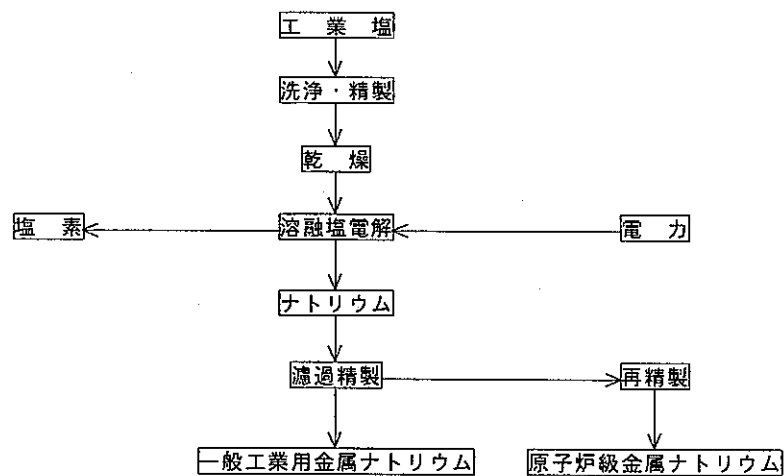 工業塩
洗浄・精製
乾燥
塩素
溶融塩電解
電力
ナトリウム
濾過精製
再精製
一般工業用金属ナトリウム
原子炉級金属ナトリウム